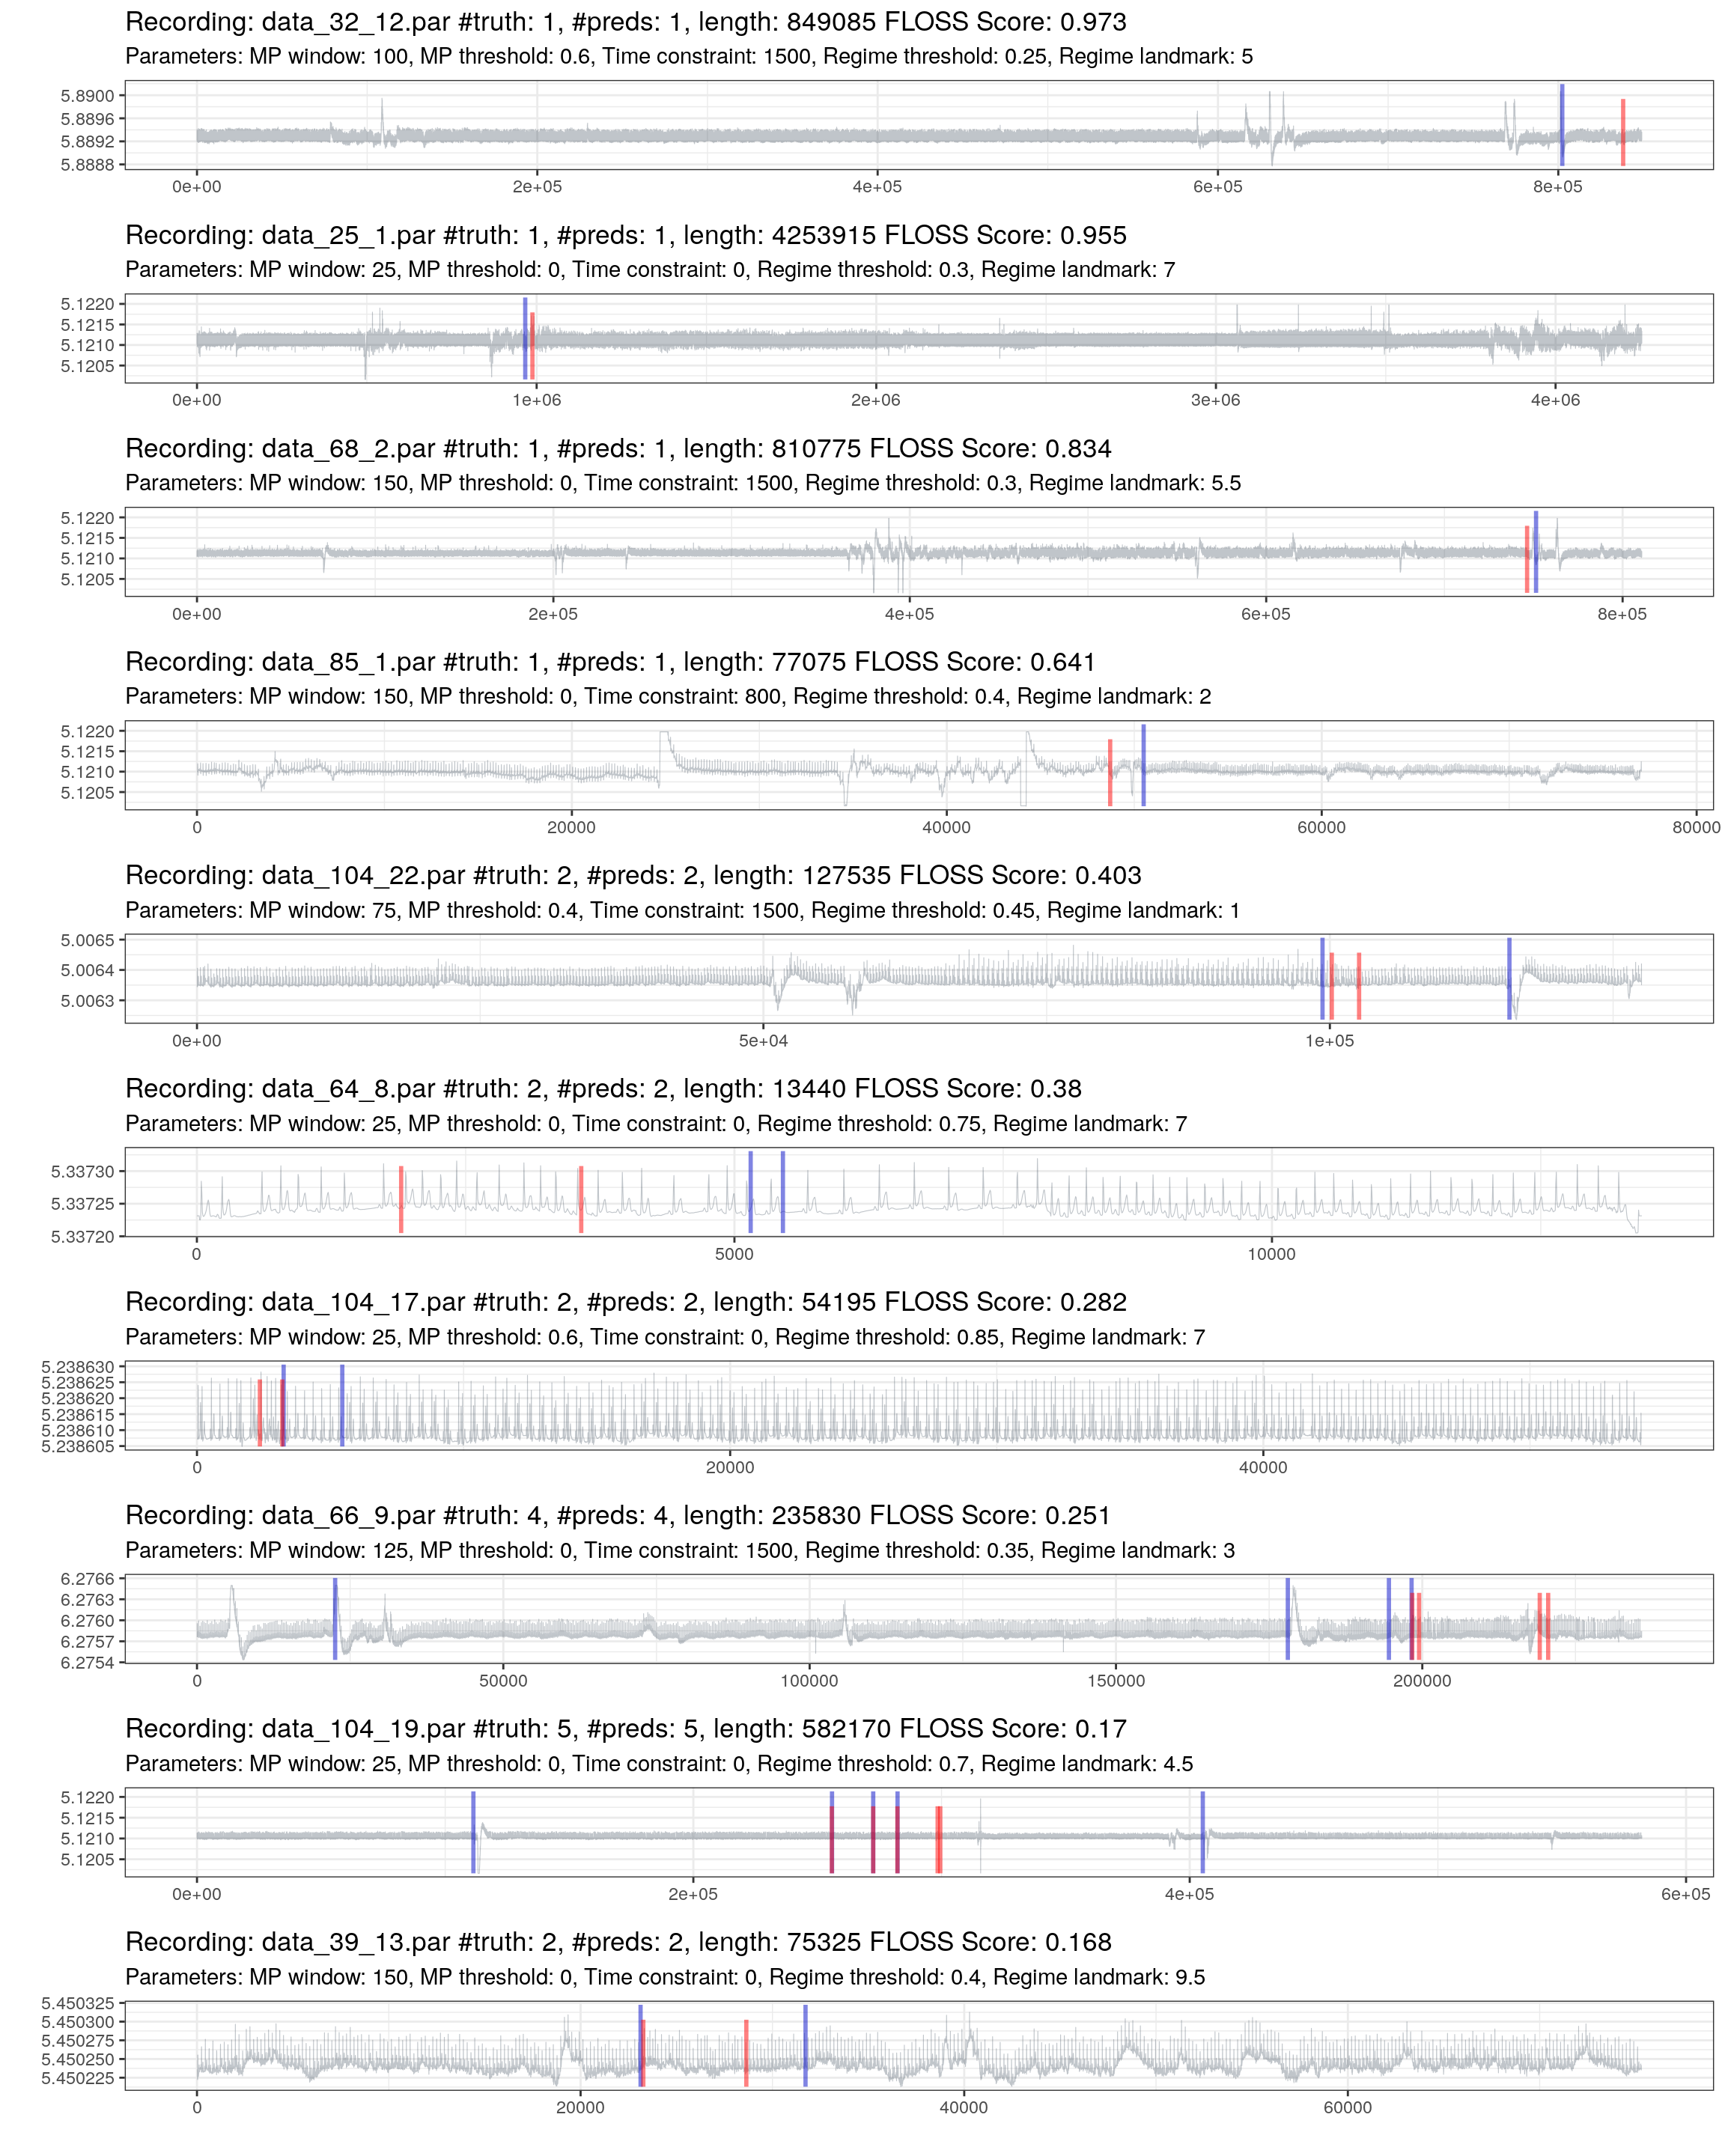 Recording: data_32_12.par #truth: 1, #preds: 1, length: 849085 FLOSS Score: 0.973
Parameters: MP window: 100, MP threshold: 0.6, Time constraint: 1500, Regime threshold: 0.25, Regime landmark: 5
5.8900
5.8896
5.8892
5.8888
0e+00 2e+05 4e+05 6e+05 8e+05
Recording: data_25_1.par #truth: 1, #preds: 1, length: 4253915 FLOSS Score: 0.955
Parameters: MP window: 25, MP threshold: 0, Time constraint: 0, Regime threshold: 0.3, Regime landmark: 7
5.1220
5.1215
5.1210
5.1205
0e+00 1e+06 2e+06 3e+06 4e+06
Recording: data_68_2.par #truth: 1, #preds: 1, length: 810775 FLOSS Score: 0.834
Parameters: MP window: 150, MP threshold: 0, Time constraint: 1500, Regime threshold: 0.3, Regime landmark: 5.5
5.1220
5.1215
5.1210
5.1205
0e+00 2e+05 4e+05 6e+05 8e+05
Recording: data_85_1.par #truth: 1, #preds: 1, length: 77075 FLOSS Score: 0.641
Parameters: MP window: 150, MP threshold: 0, Time constraint: 800, Regime threshold: 0.4, Regime landmark: 2
5.1220
5.1215
5.1210
5.1205
0 20000 40000 60000 80000
Recording: data_104_22.par #truth: 2, #preds: 2, length: 127535 FLOSS Score: 0.403
Parameters: MP window: 75, MP threshold: 0.4, Time constraint: 1500, Regime threshold: 0.45, Regime landmark: 1
5.0065
5.0064
5.0063
0e+00 5e+04 1e+05
Recording: data_64_8.par #truth: 2, #preds: 2, length: 13440 FLOSS Score: 0.38
Parameters: MP window: 25, MP threshold: 0, Time constraint: 0, Regime threshold: 0.75, Regime landmark: 7
5.33730
5.33725
5.33720
0 5000 10000
Recording: data_104_17.par #truth: 2, #preds: 2, length: 54195 FLOSS Score: 0.282
Parameters: MP window: 25, MP threshold: 0.6, Time constraint: 0, Regime threshold: 0.85, Regime landmark: 7
5.238630
5.238625
5.238620
5.238615
5.238610
5.238605
0 20000 40000
Recording: data_66_9.par #truth: 4, #preds: 4, length: 235830 FLOSS Score: 0.251
Parameters: MP window: 125, MP threshold: 0, Time constraint: 1500, Regime threshold: 0.35, Regime landmark: 3
6.2766
6.2763
6.2760
6.2757
6.2754
0 50000 100000 150000 200000
Recording: data_104_19.par #truth: 5, #preds: 5, length: 582170 FLOSS Score: 0.17
Parameters: MP window: 25, MP threshold: 0, Time constraint: 0, Regime threshold: 0.7, Regime landmark: 4.5
5.1220
5.1215
5.1210
5.1205
0e+00 2e+05 4e+05 6e+05
Recording: data_39_13.par #truth: 2, #preds: 2, length: 75325 FLOSS Score: 0.168
Parameters: MP window: 150, MP threshold: 0, Time constraint: 0, Regime threshold: 0.4, Regime landmark: 9.5
5.450325
5.450300
5.450275
5.450250
5.450225
0 20000 40000 60000